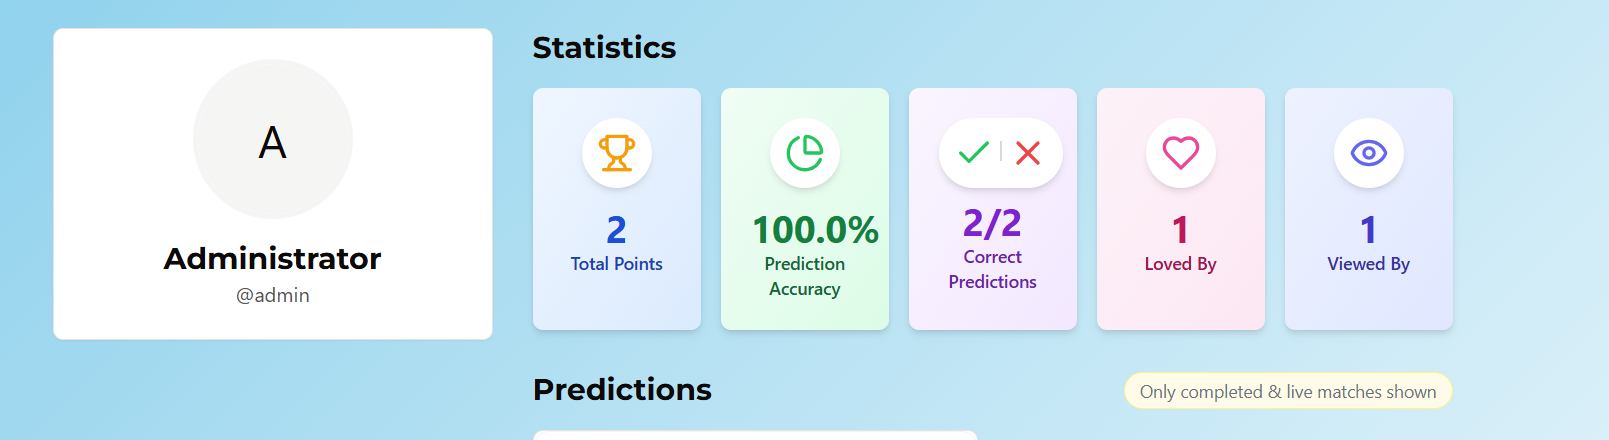 A
Administrator
@admin
Statistics
2
Total Points
100.0%
Prediction
Accuracy
2/2
Correct
Predictions
1
Loved By
1
Viewed By
Predictions
Only completed & live matches shown